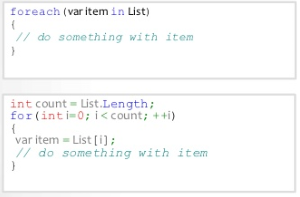 foreach (var item in List)
{
// do something with item
}
int count = List.Length;
for (int i=0; i < count; ++i)
{
var item = List[i];
// do something with item
}